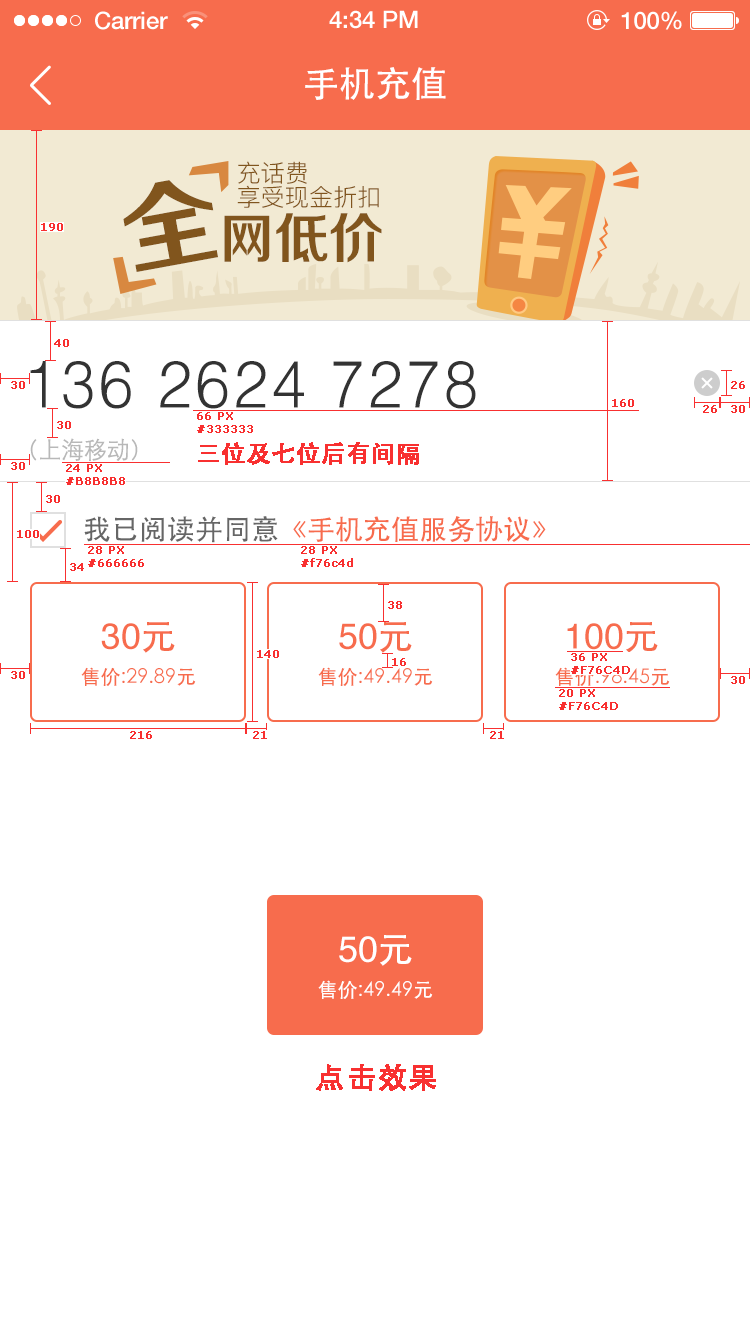 Carrier 4:34 PM 100%
手机充值
充话费
享受现金折扣
全网低价
¥
190
40
30
136 2624 7278
26
26 30
160
66 PX
#333333
30
(上海移动)
三位及七位后有间隔
30
24 PX
#B8B8B8
30
100
我已阅读并同意《手机充值服务协议》
28 PX
#666666
28 PX
#f76c4d
34
38
30元
50元
100元
140
16
36 PX
#F76C4D
30
售价:29.89元
售价:49.49元
售价:98.45元
30
20 PX
#F76C4D
216
21
21
50元
售价:49.49元
点击效果